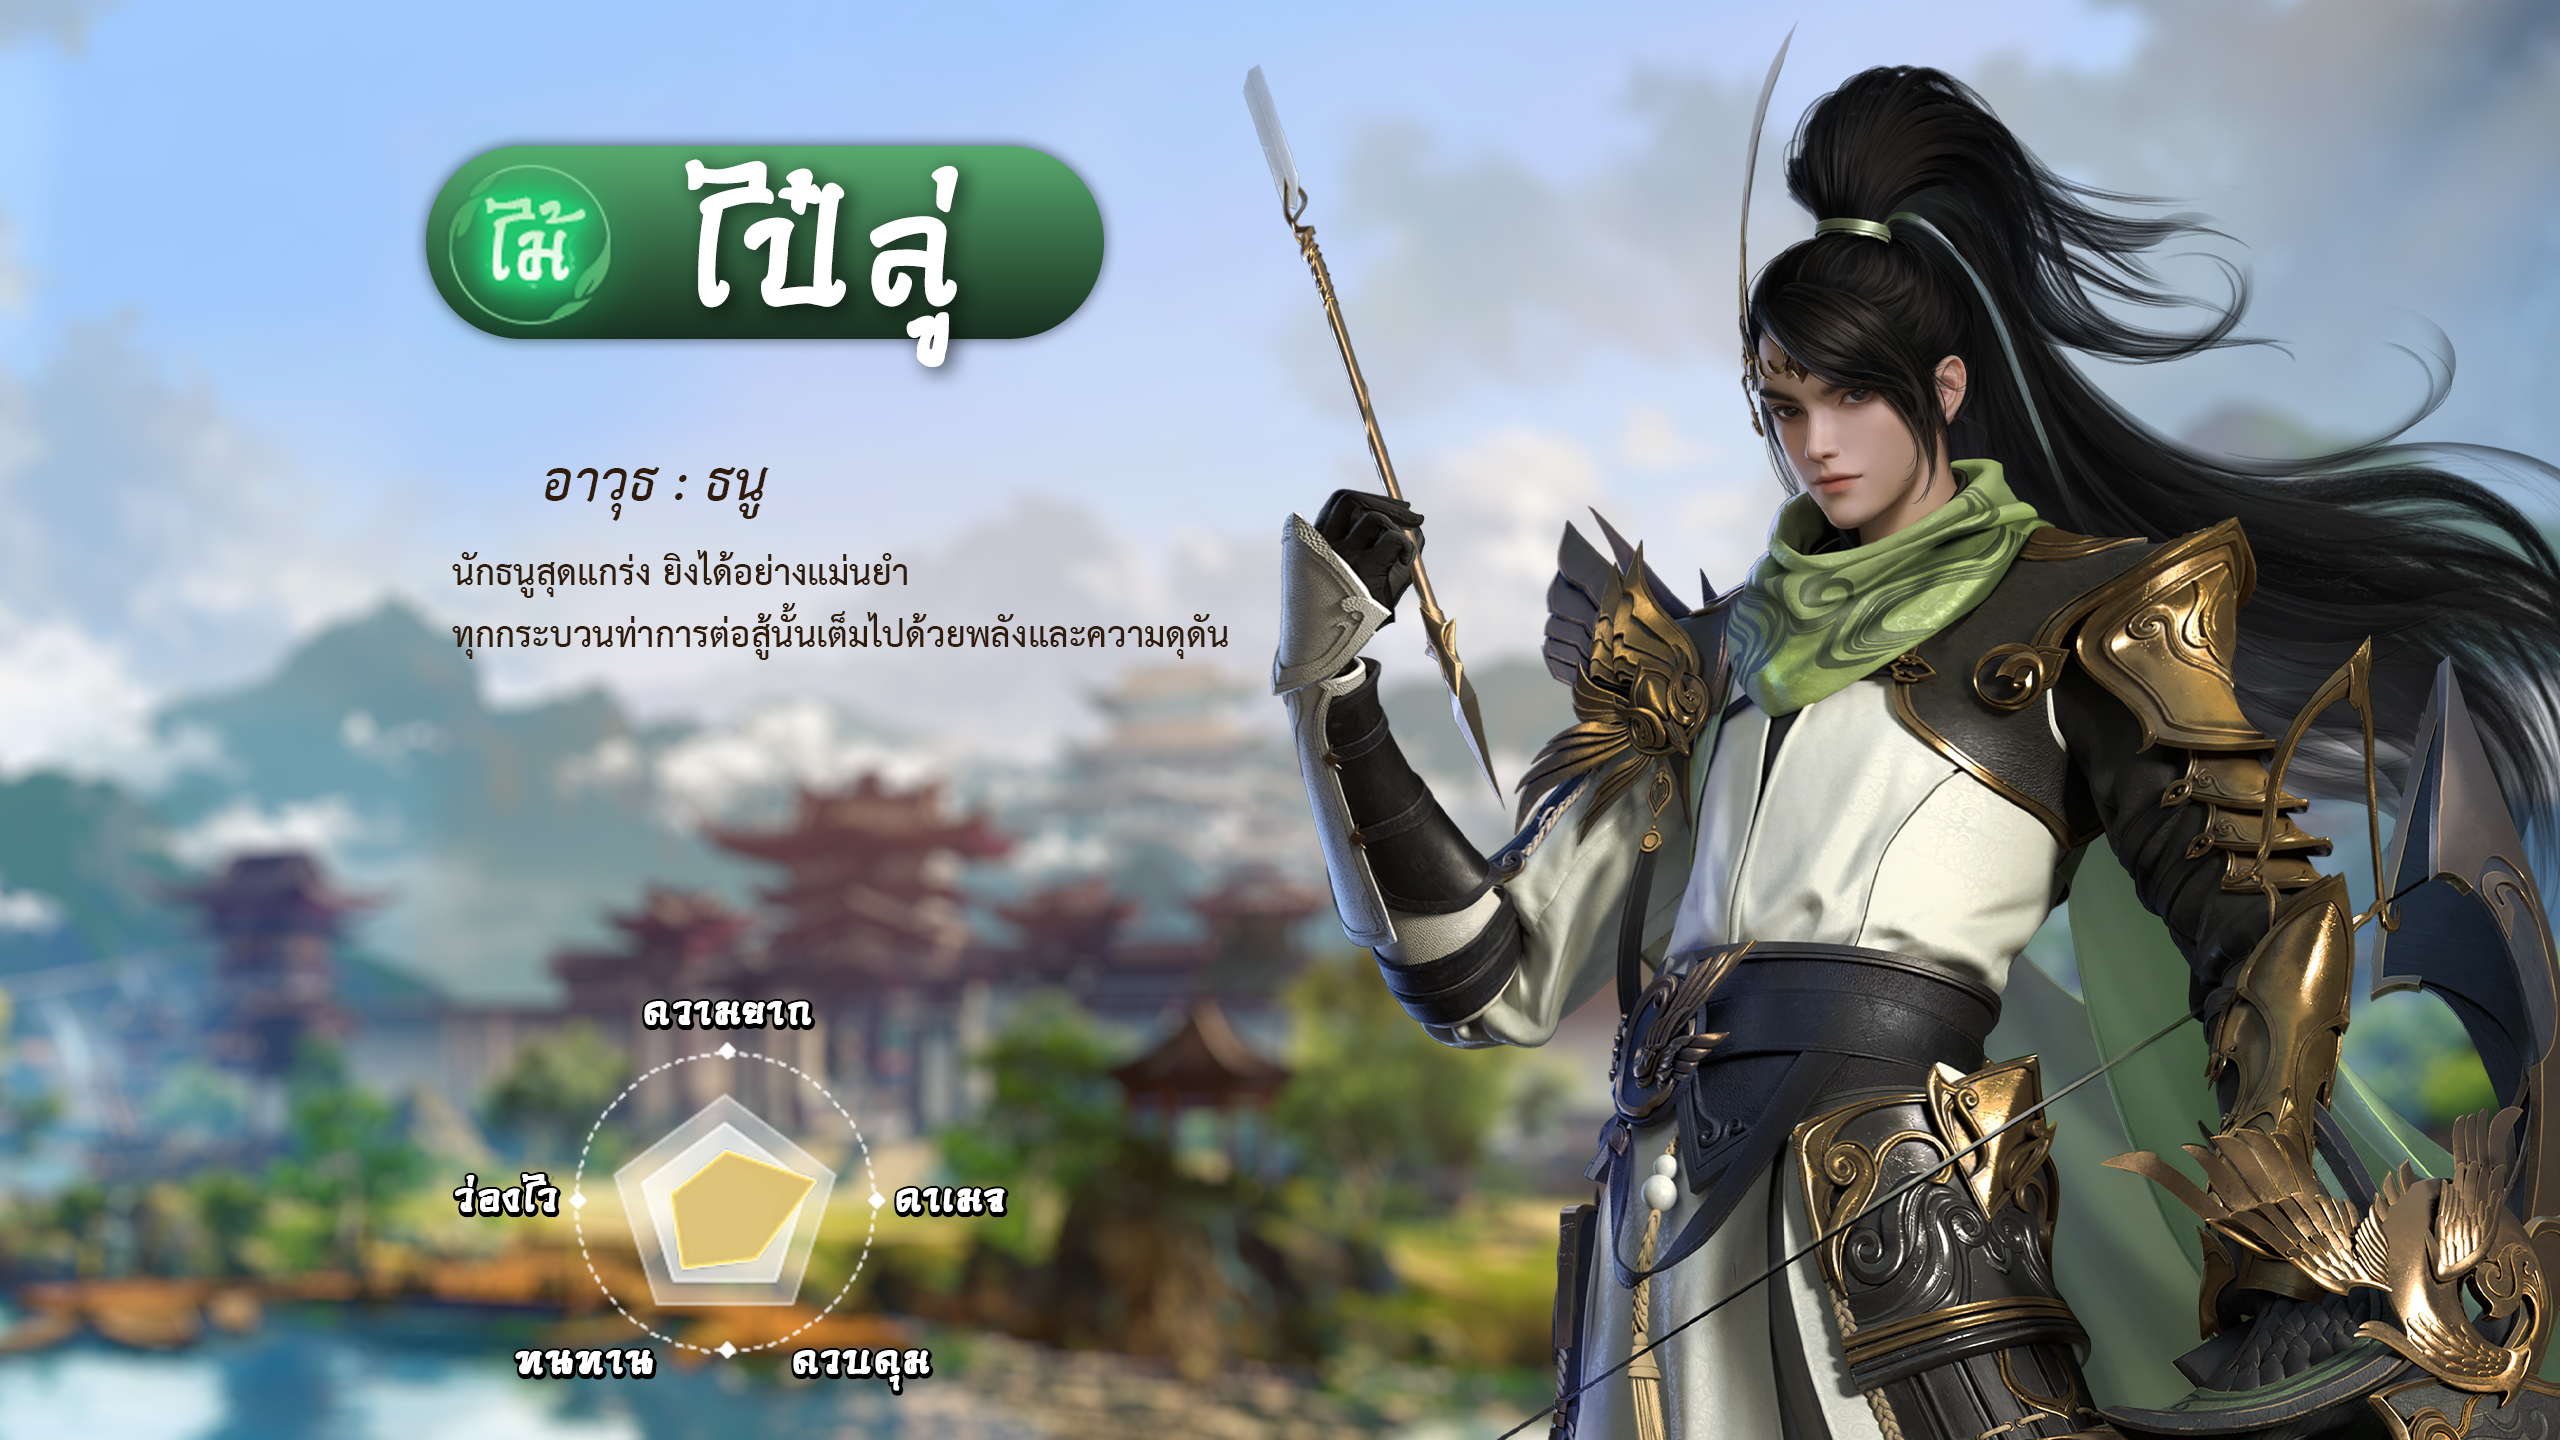 ไม้ ไป๋ลู่
อาวุธ : ธนู
นักธนูสุดแกร่ง ยิงได้อย่างแม่นยำ
ทุกกระบวนท่าการต่อสู้นั้นเต็มไปด้วยพลังและความดุดัน
ความยาก
ว่องไว ดาเมจ
ทนทาน ควบคุม